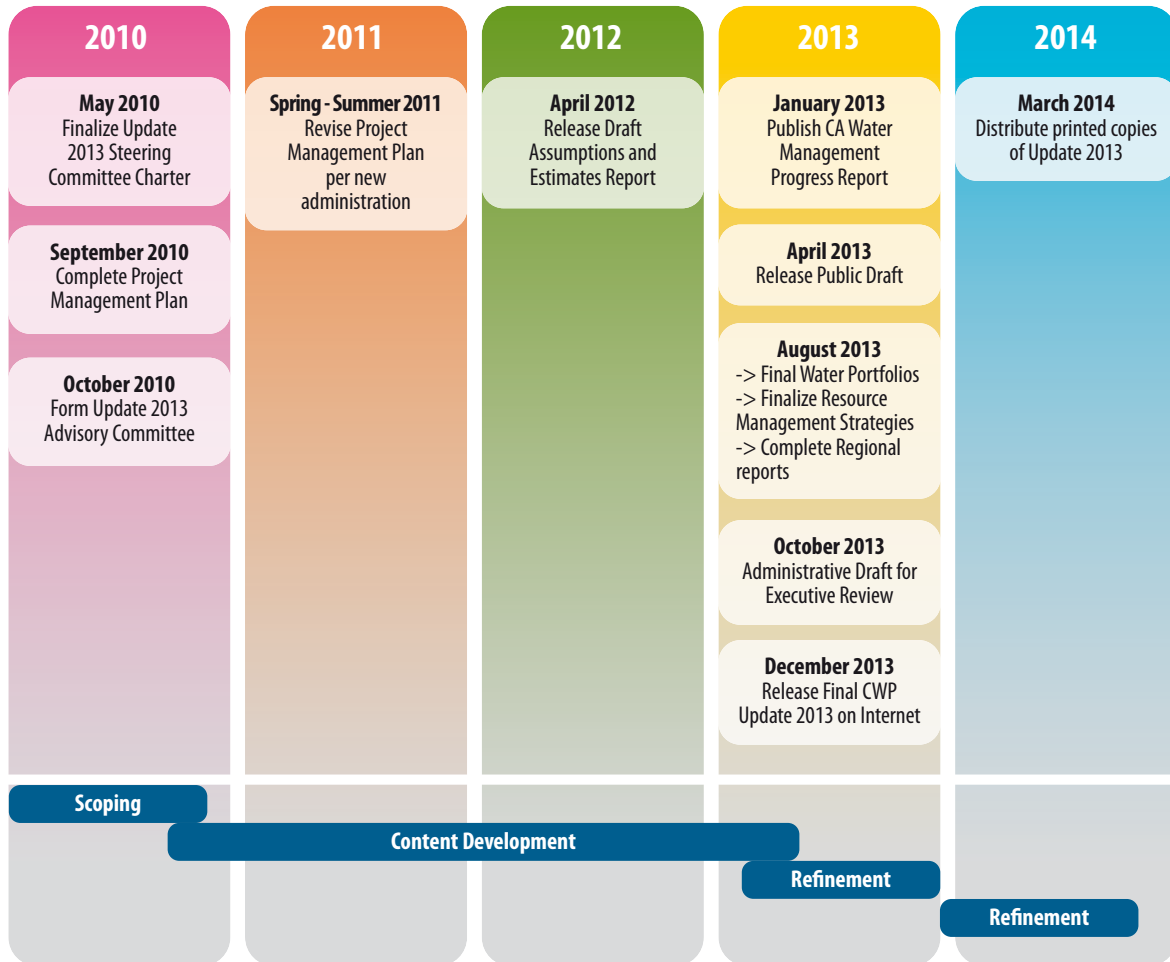 2010
May 2010
Finalize Update
2013 Steering
Committee Charter
September 2010
Complete Project
Management Plan
October 2010
Form Update 2013
Advisory Committee
2011
Spring - Summer 2011
Revise Project
Management Plan
per new
administration
2012
April 2012
Release Draft
Assumptions and
Estimates Report
2013
January 2013
Publish CA Water
Management
Progress Report
April 2013
Release Public Draft
August 2013
-> Final Water Portfolios
-> Finalize Resource
Management Strategies
-> Complete Regional
reports
October 2013
Administrative Draft for
Executive Review
December 2013
Release Final CWP
Update 2013 on Internet
2014
March 2014
Distribute printed copies
of Update 2013
Scoping
Content Development
Refinement
Refinement